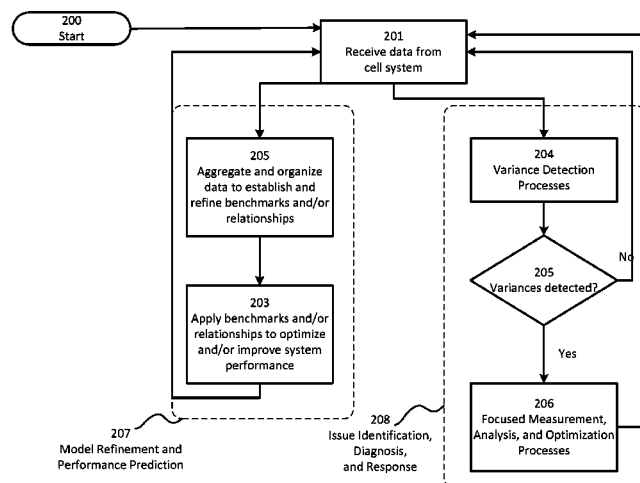 200
Start
201
Receive data from
cell system
205
Aggregate and organize
data to establish and
refine benchmarks and/or
relationships
203
Apply benchmarks and/or
relationships to optimize
and/or improve system
performance
207
Model Refinement and
Performance Prediction
204
Variance Detection
Processes
205
Variances detected?
No
Yes
206
Focused Measurement,
Analysis, and Optimization
Processes
208
Issue Identification,
Diagnosis,
and Response